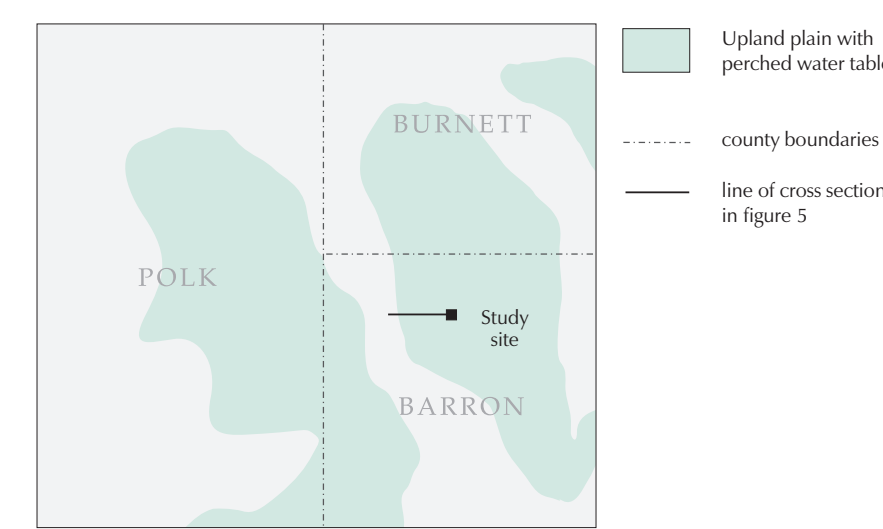 BURNETT
POLK
Study
site
BARRON
Upland plain with
perched water
county boundaries
line of cross section
in figure 5